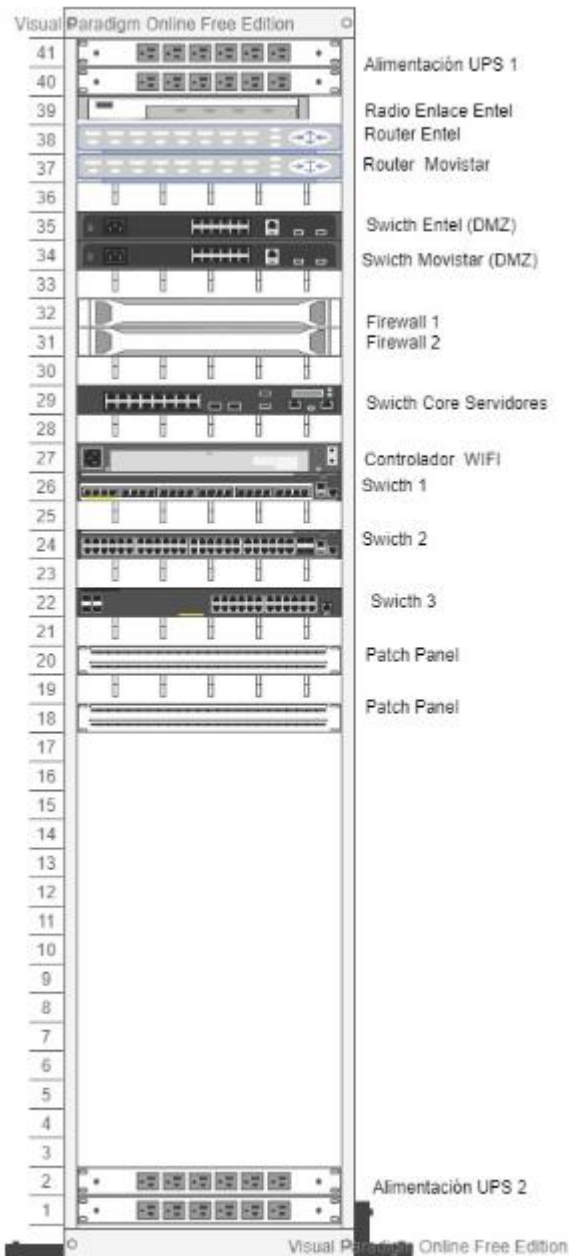 Visual Paradigm Online Free Edition
41
Alimentación UPS 1
40
39 Radio Enlace Entel
38 Router Entel
37 Router Movistar
36
35 Swicth Entel (DMZ)
34 Swicth Movistar (DMZ)
33
32 Firewall 1
31 Firewall 2
30
29 Swicth Core Servidores
28
27 Controlador WIFI
26 Swicth 1
25
24 Swicth 2
23
22 Swicth 3
21
20 Patch Panel
19
18 Patch Panel
17
16
15
14
13
12
11
10
9
8
7
6
5
4
3
2 Alimentación UPS 2
1
Visual Paradigm Online Free Edition